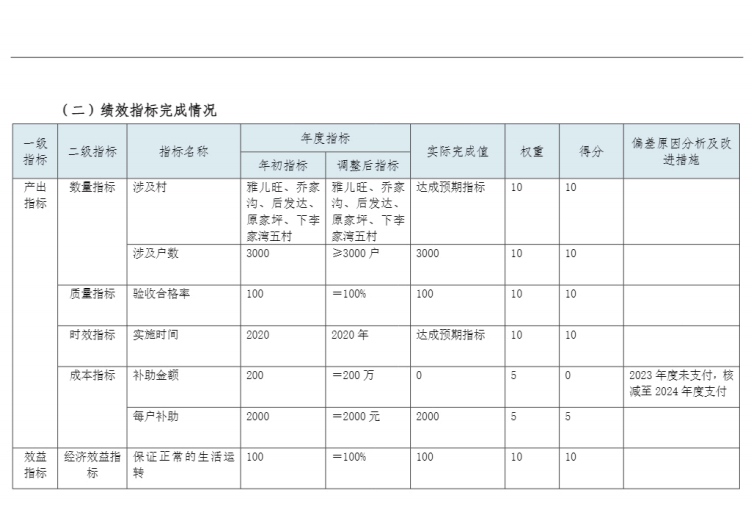 （二）绩效指标完成情况
一级指标 二级指标 指标名称 年度指标 实际完成值 权重 得分 偏差原因分析及改进措施
年初指标 调整后指标
产出指标 数量指标 涉及村 雅儿旺、乔家沟、后发达、原家坪、下李家湾五村 雅儿旺、乔家沟、后发达、原家坪、下李家湾五村 达成预期指标 10 10
涉及户数 3000 ≥3000 户 3000 10 10
质量指标 验收合格率 100 ＝100% 100 10 10
时效指标 实施时间 2020 2020 年 达成预期指标 10 10
成本指标 补助金额 200 ＝200 万 0 5 0 2023 年度未支付，核减至 2024 年度支付
每户补助 2000 ＝2000 元 2000 5 5
效益指标 经济效益指标 保证正常的生活运转 100 ＝100% 100 10 10